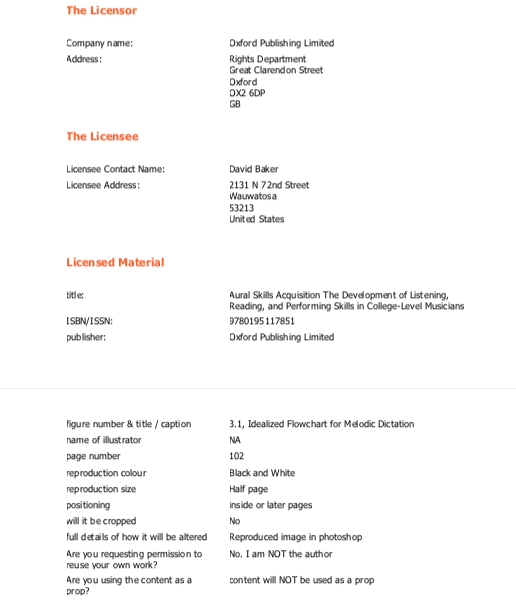 The Licensor
Company name: Oxford Publishing Limited
Address: Rights Department
Great Clarendon Street
Oxford
OX2 6DP
GB
The Licensee
Licensee Contact Name: David Baker
Licensee Address: 2131 N 72nd Street
Wauwatosa
53213
United States
Licensed Material
title: Aural Skills Acquisition The Development of Listening,
Reading, and Performing Skills in College-Level Musicians
ISBN/ISSN: 9780195117851
publisher: Oxford Publishing Limited
figure number & title / caption 3.1, Idealized Flowchart for Melodic Dictation
name of illustrator NA
page number 102
reproduction colour Black and White
reproduction size Half page
positioning inside or later pages
will it be cropped No
full details of how it will be altered Reproduced image in photoshop
Are you requesting permission to No. I am NOT the author
reuse your own work?
Are you using the content as a content will NOT be used as a prop
prop?